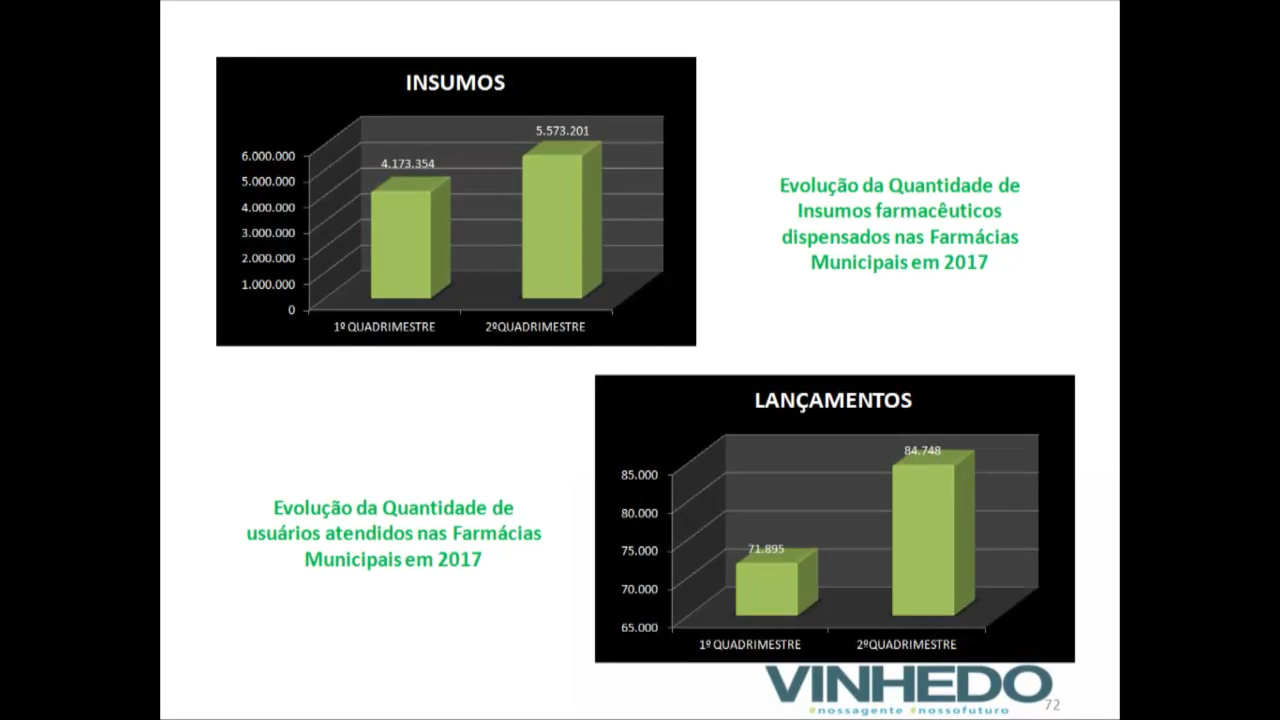 INSUMOS
5.573.201
4.173.354
6.000.000
5.000.000
4.000.000
3.000.000
2.000.000
1.000.000
0
1º QUADRIMESTRE
2ºQUADRIMESTRE
Evolução da Quantidade de
Insumos farmacêuticos
dispensados nas Farmácias
Municipais em 2017
Evolução da Quantidade de
usuários atendidos nas Farmácias
Municipais em 2017
LANÇAMENTOS
84.748
71.895
85.000
80.000
75.000
70.000
65.000
1º QUADRIMESTRE
2ºQUADRIMESTRE
VINHEDO
#nossagente #nossofuturo
72